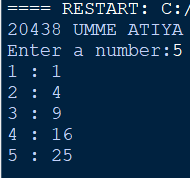 ==== RESTART: C:/
20438 UMME ATIYA
Enter a number:5
1 : 1
2 : 4
3 : 9
4 : 16
5 : 25